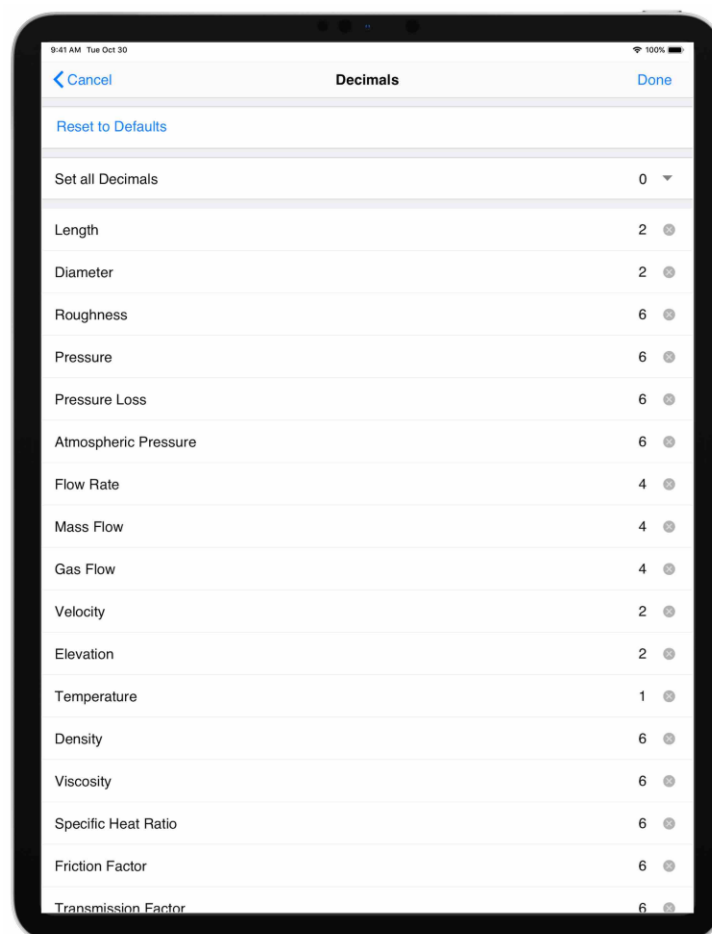 9:41 AM Tue Oct 30 100%
Cancel Decimals Done
Reset to Defaults
Set all Decimals 0
Length 2
Diameter 2
Roughness 6
Pressure 6
Pressure Loss 6
Atmospheric Pressure 6
Flow Rate 4
Mass Flow 4
Gas Flow 4
Velocity 2
Elevation 2
Temperature 1
Density 6
Viscosity 6
Specific Heat Ratio 6
Friction Factor 6
Transmission Factor 6